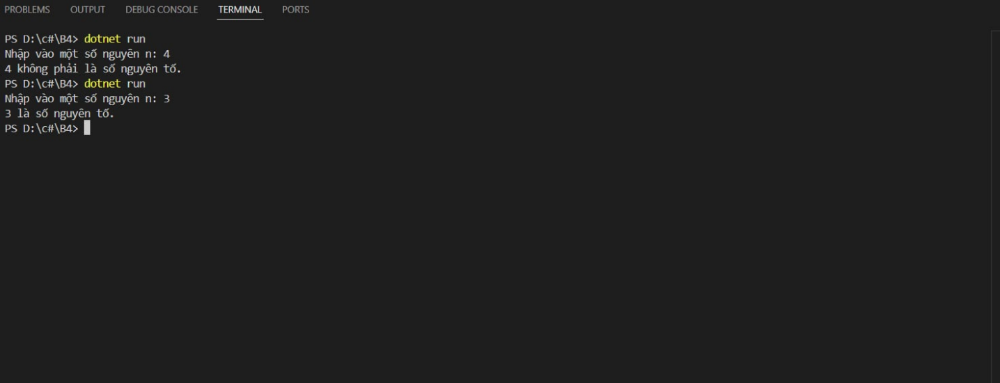 PROBLEMS OUTPUT DEBUG CONSOLE TERMINAL PORTS
PS D:\c#\B4> dotnet run
Nhập vào một số nguyên n: 4
4 không phải là số nguyên tố.
PS D:\c#\B4> dotnet run
Nhập vào một số nguyên n: 3
3 là số nguyên tố.
PS D:\c#\B4>